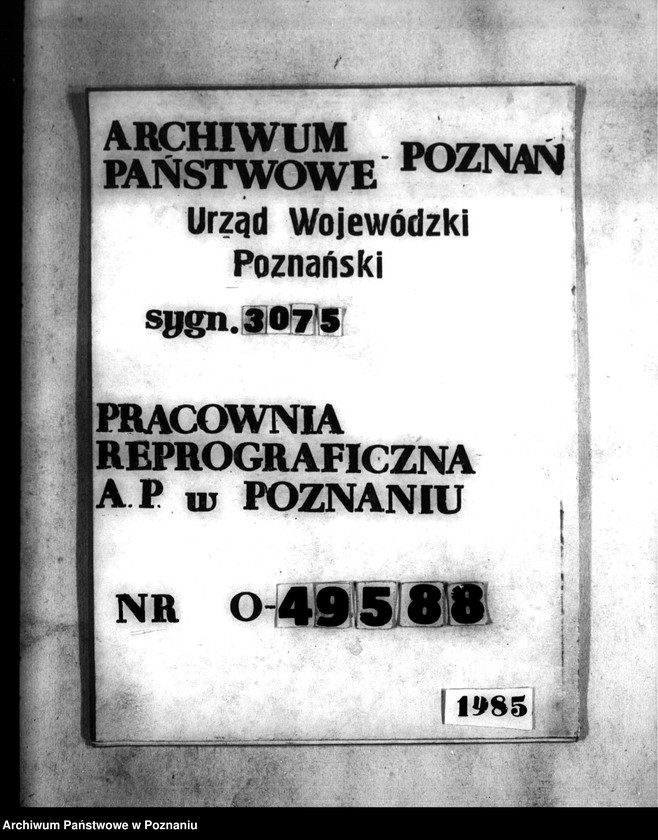 ARCHIWUM
PAŃSTWOWE - POZNAŃ
Urząd Wojewódzki
Poznański
sygn. 3075
PRACOWNIA
REPROGRAFICZNA
A.P. w POZNANIU
NR O-49588
1985
Archiwum Państwowe w Poznaniu